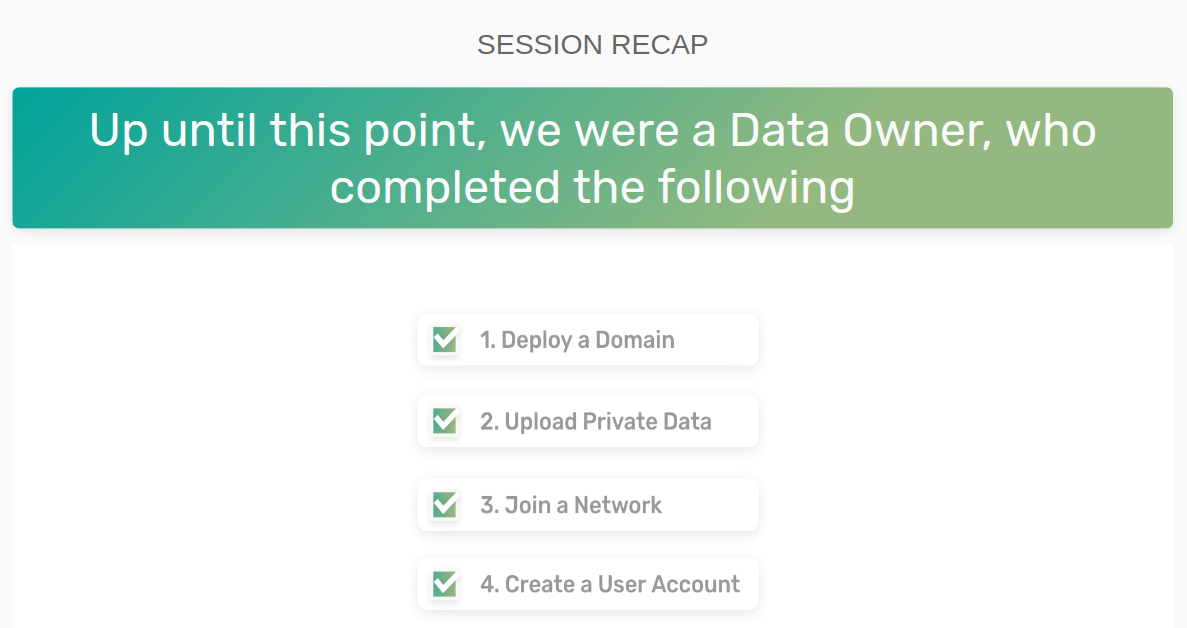 SESSION RECAP
Up until this point, we were a Data Owner, who
completed the following
1. Deploy a Domain
2. Upload Private Data
3. Join a Network
4. Create a User Account